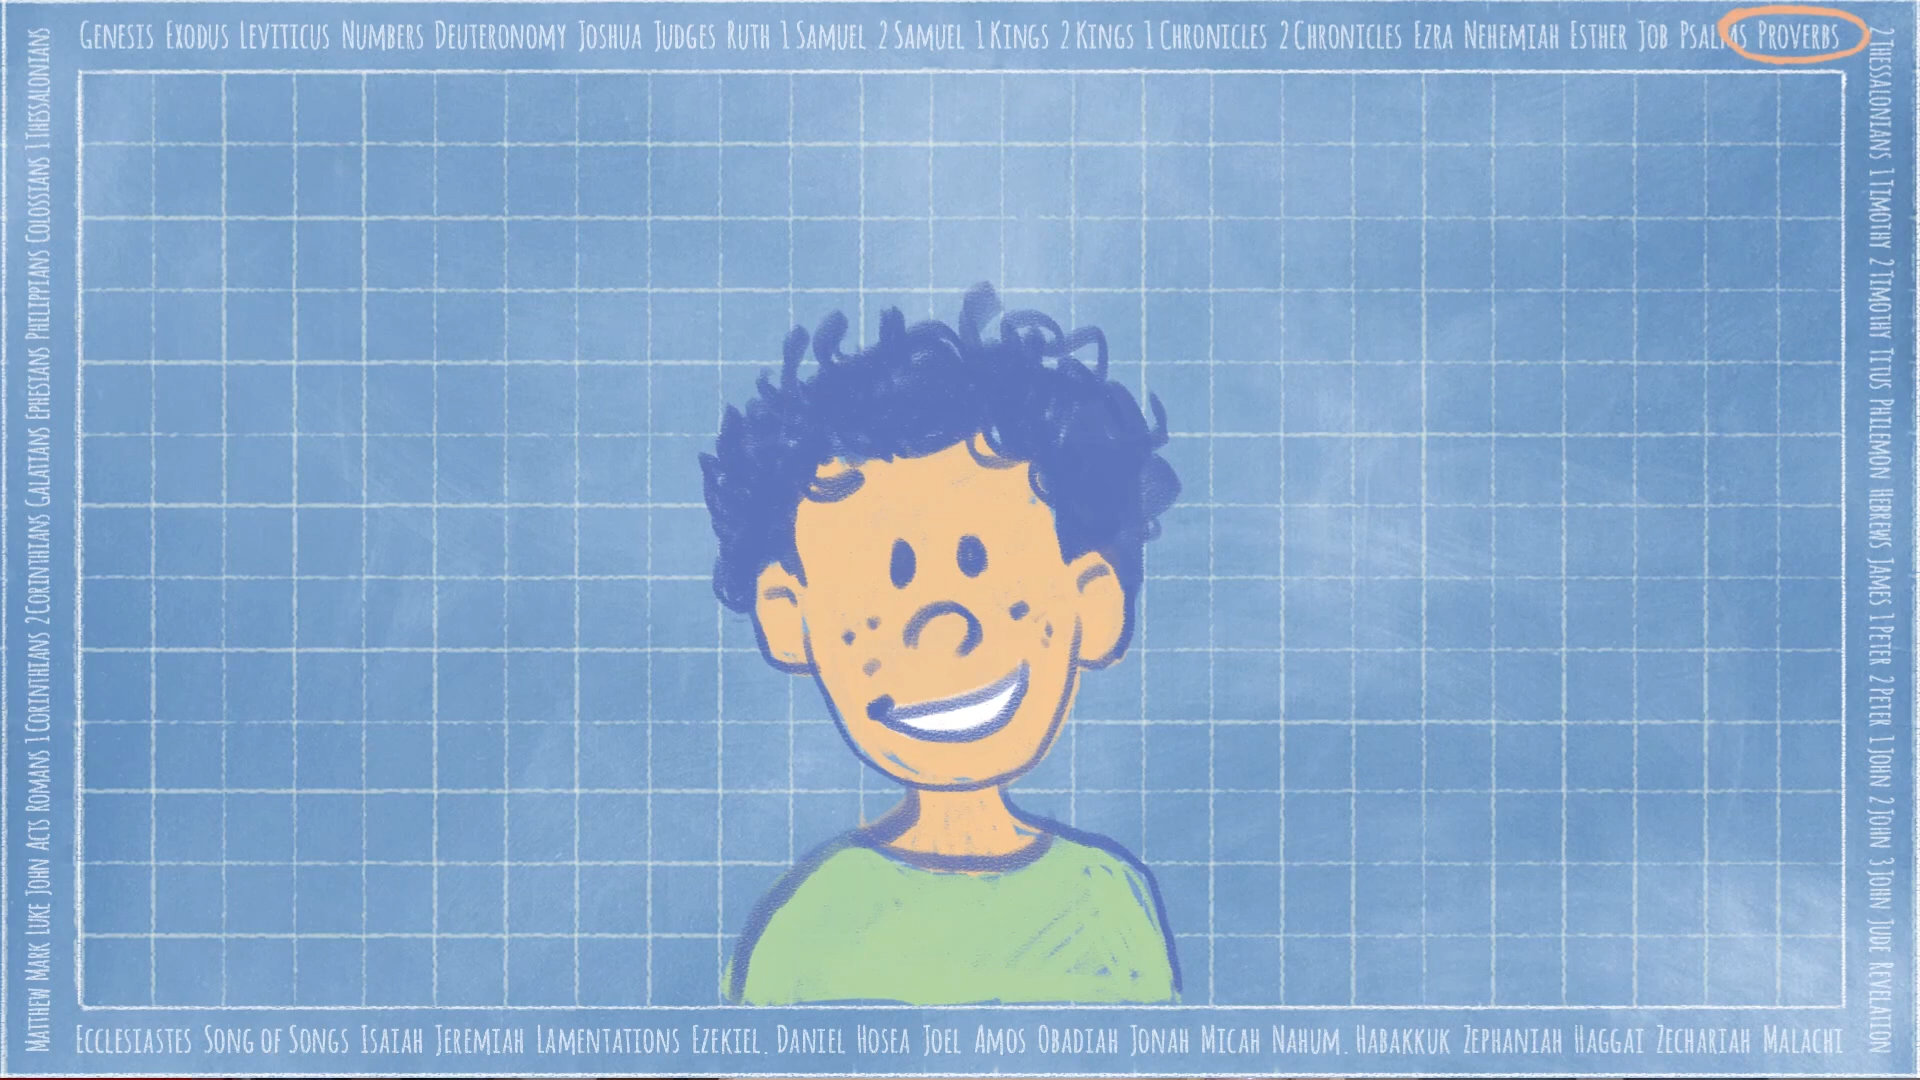 Genesis Exodus Leviticus Numbers Deuteronomy Joshua Judges Ruth 1 Samuel 2 Samuel 1 Kings 2 Kings 1 Chronicles 2 Chronicles Ezra Nehemiah Esther Job Psalms Proverbs
Ecclesiastes Song of Songs Isaiah Jeremiah Lamentations Ezekiel. Daniel Hosea Joel Amos Obadiah Jonah Micah Nahum. Habakkuk Zephaniah Haggai Zechariah Malachi
Matthew Mark Luke John Acts Romans 1 Corinthians 2 Corinthians Galatians Ephesians Philippians Colossians 1 Thessalonians
2 Thessalonians 1 Timothy 2 Timothy Titus Philemon Hebrews James 1 Peter 2 Peter 1 John 2 John 3 John Jude Revelation